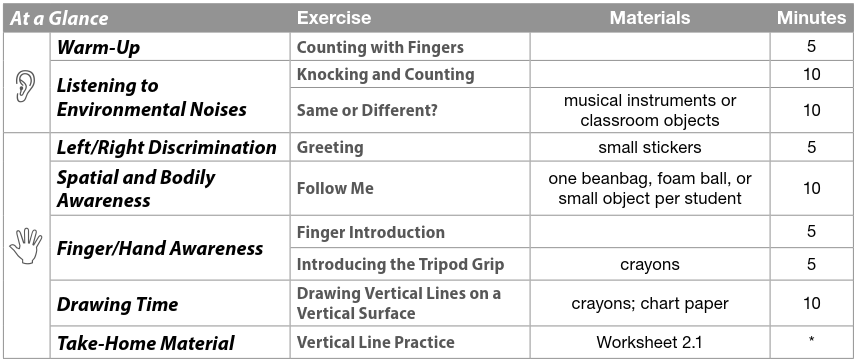 At a Glance Exercise Materials Minutes
Warm-Up Counting with Fingers 5
Listening to Environmental Noises Knocking and Counting 10
Same or Different? musical instruments or classroom objects 10
Left/Right Discrimination Greeting small stickers 5
Spatial and Bodily Awareness Follow Me one beanbag, foam ball, or small object per student 10
Finger/Hand Awareness Finger Introduction 5
Introducing the Tripod Grip crayons 5
Drawing Time Drawing Vertical Lines on a Vertical Surface crayons; chart paper 10
Take-Home Material Vertical Line Practice Worksheet 2.1 *